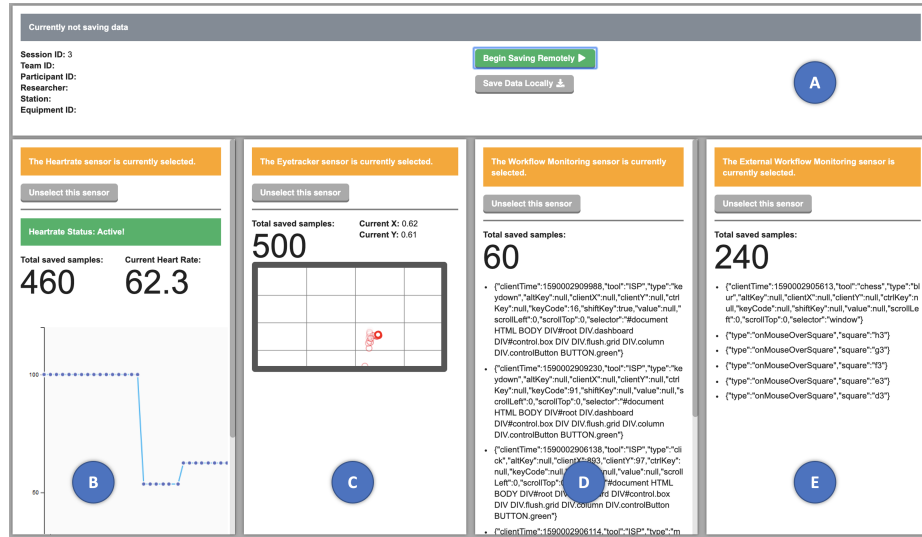 Currently not saving data
Session ID: 3
Team ID:
Participant ID:
Researcher:
Station:
Equipment ID:
Begin Saving Remotely
Save Data Locally
A
The Heartrate sensor is currently selected.
Unselect this sensor
Heartrate Status: Active!
Total saved samples:
460
Current Heart Rate:
62.3
100
50
B
The Eyetracker sensor is currently selected.
Unselect this sensor
Total saved samples:
500
Current X: 0.62
Current Y: 0.61
C
The Workflow Monitoring sensor is currently
selected.
Unselect this sensor
Total saved samples:
60
{"clientTime":1590002909988,"tool":"ISP","type":"ke
ydown","altKey":null,"clientX":null,"clientY":null,"ctrl
Key":null,"keyCode":16,"shiftKey":true,"value":null,"
scrollLeft":0,"scrollTop":0,"selector":"#document
HTML BODY DIV#root DIV.dashboard
DIV#control.box DIV DIV.flush.grid DIV.column
DIV.controlButton BUTTON.green"}
{"clientTime":1590002909230,"tool":"ISP","type":"ke
ydown","altKey":null,"clientX":null,"clientY":null,"ctrl
Key":null,"keyCode":91,"shiftKey":null,"value":null,"s
crollLeft":0,"scrollTop":0,"selector":"#document
HTML BODY DIV#root DIV.dashboard
DIV#control.box DIV DIV.flush.grid DIV.column
DIV.controlButton BUTTON.green"}
{"clientTime":1590002906138,"tool":"ISP","type":"cli
ck","altKey":null,"clientX":893,"clientY":97,"ctrlKey":
null,"keyCode":null,"value":null,"scroll
Left":0,"scrollTop":"#document HTML
BODY DIV#root DIV#control.box
DIV DIV.flush.grid DIV.column DIV.controlButton
BUTTON.green"}
{"clientTime":1590002906114,"tool":"ISP","type":"m
D
The External Workflow Monitoring sensor is
currently selected.
Unselect this sensor
Total saved samples:
240
{"clientTime":1590002905613,"tool":"chess","type":"bl
ur","altKey":null,"clientX":null,"clientY":null,"ctrlKey":n
ull,"keyCode":null,"shiftKey":null,"value":null,"scrollLe
ft":0,"scrollTop":0,"selector":"window"}
{"type":"onMouseOverSquare","square":"h3"}
{"type":"onMouseOverSquare","square":"g3"}
{"type":"onMouseOverSquare","square":"f3"}
{"type":"onMouseOverSquare","square":"e3"}
{"type":"onMouseOverSquare","square":"d3"}
E